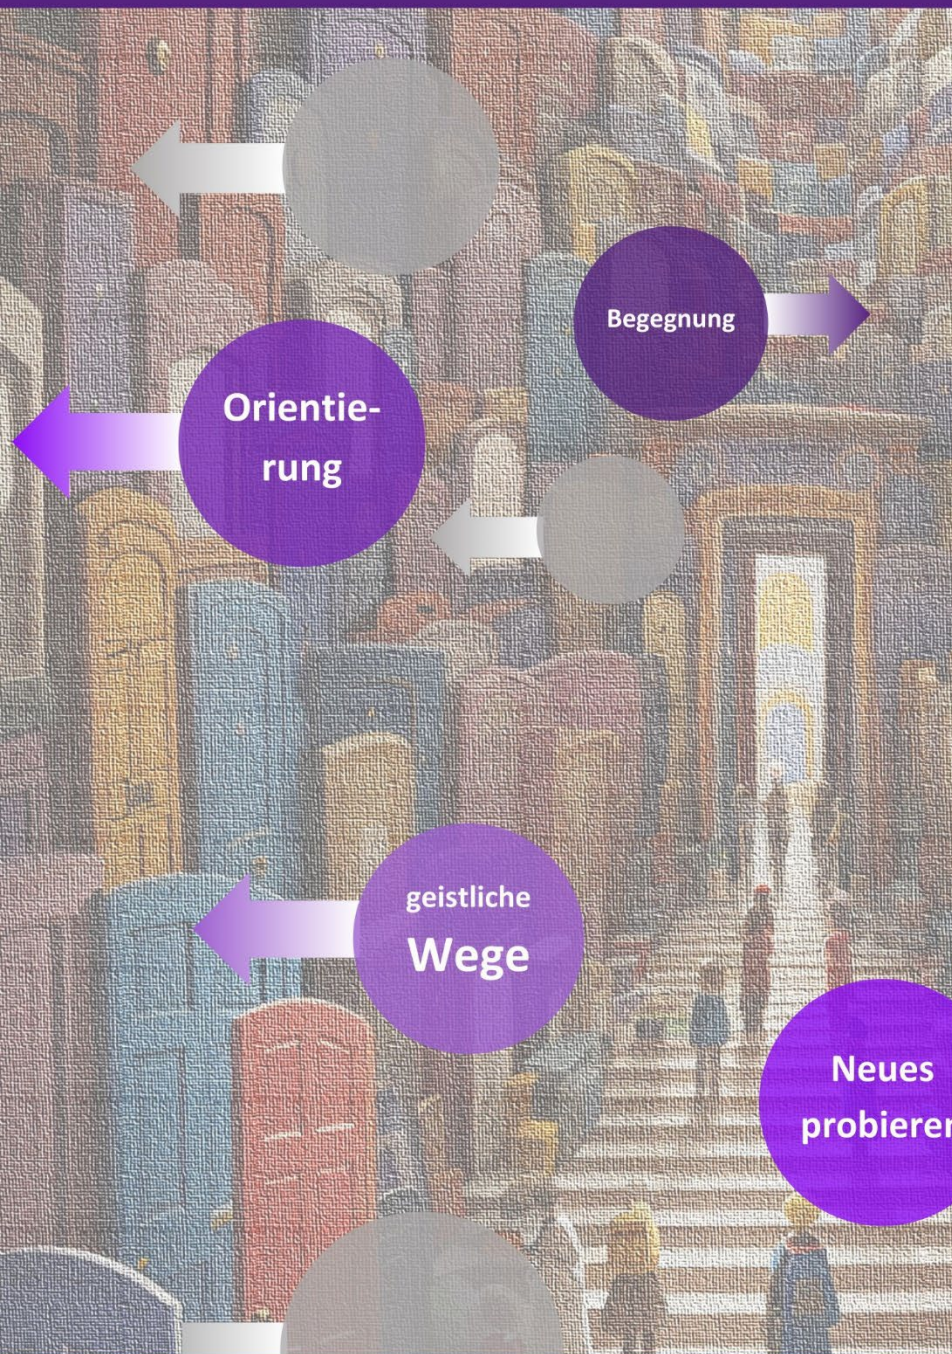 Begegnung
Orientie-
rung
geistliche
Wege
Neues
probieren